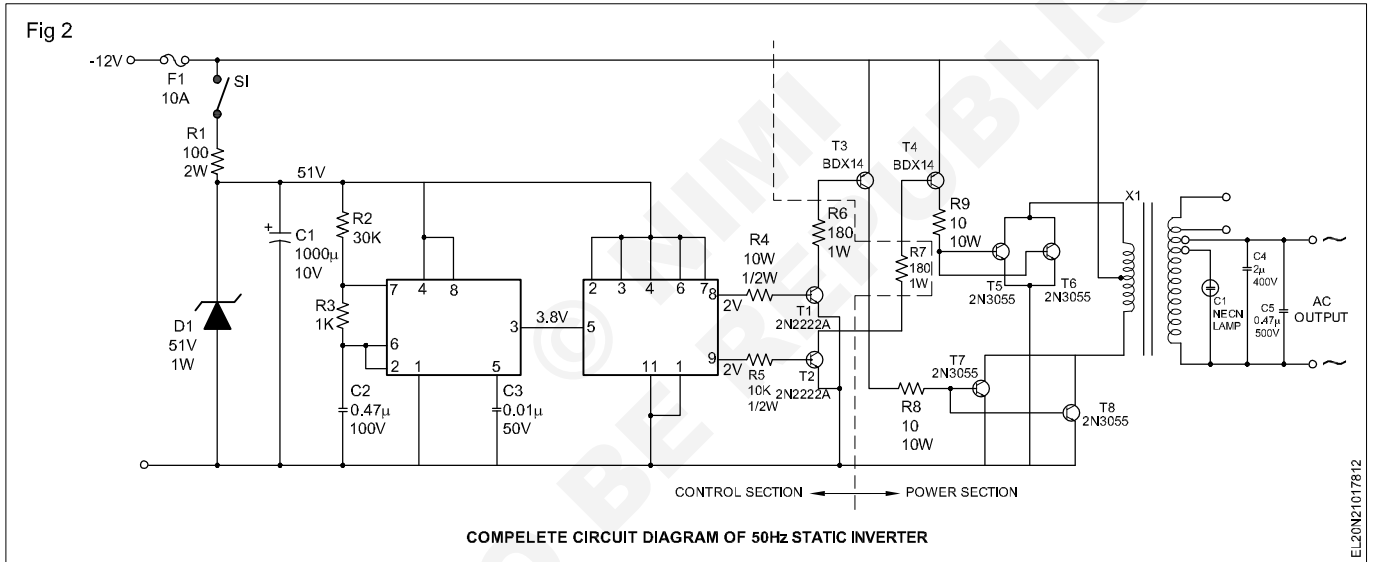 Fig 2
-12V
F1
10A
SI
R1
100
2W
51V
D1
51V
1W
+
C1
1000µ
10V
R2
30K
R3
1K
C2
0.47µ
100V
7
4
8
6
2
1
5
3
C3
0.01µ
50V
3.8V
2
3
4
6
7
5
8
9
11
1
2V
2V
R4
10W
1/2W
R5
10K
1/2W
T1
2N2222A
T2
2N2222A
T3
BDX14
T4
BDX14
R6
180
1W
R7
180
1W
R9
10
10W
T5
2N3055
T6
2N3055
T7
2N3055
R8
10
10W
T8
2N3055
X1
C1
NECN
LAMP
C4
2µ
400V
C5
0.47µ
500V
AC
OUTPUT
CONTROL SECTION
POWER SECTION
COMPELETE CIRCUIT DIAGRAM OF 50Hz STATIC INVERTER
EL20N21017812
© NIMI
BE REPUBLIS